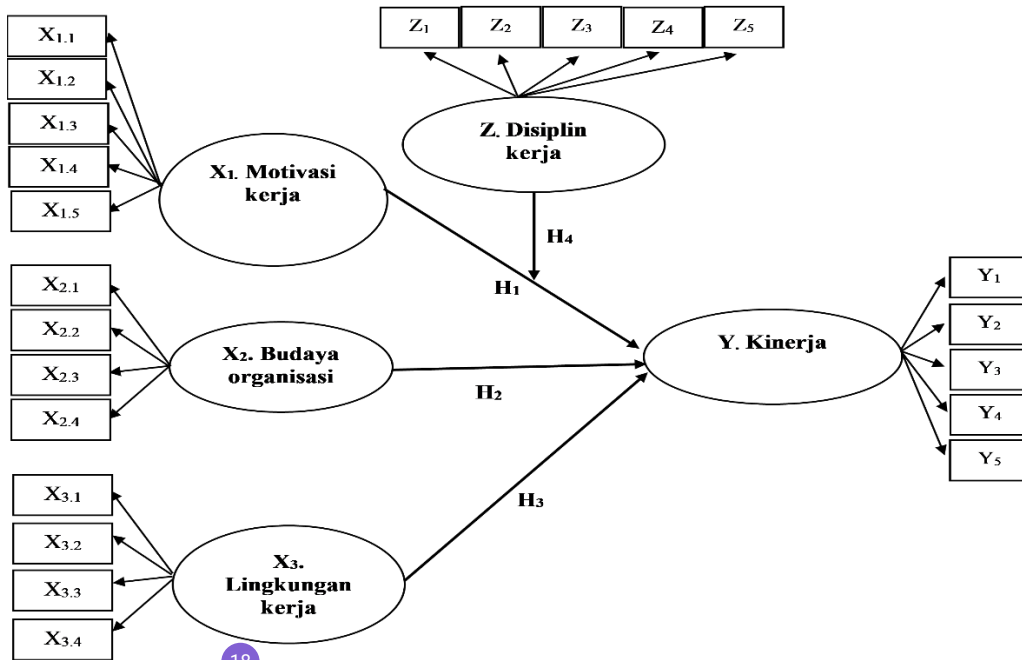 X1.1
X1.2
X1.3
X1.4
X1.5
Z1
Z2
Z3
Z4
Z5
Z. Disiplin
kerja
X1. Motivasi
kerja
H4
H1
X2.1
X2.2
X2.3
X2.4
X2. Budaya
organisasi
H2
Y. Kinerja
Y1
Y2
Y3
Y4
Y5
X3.1
X3.2
X3.3
X3.4
X3.
Lingkungan
kerja
H3
18